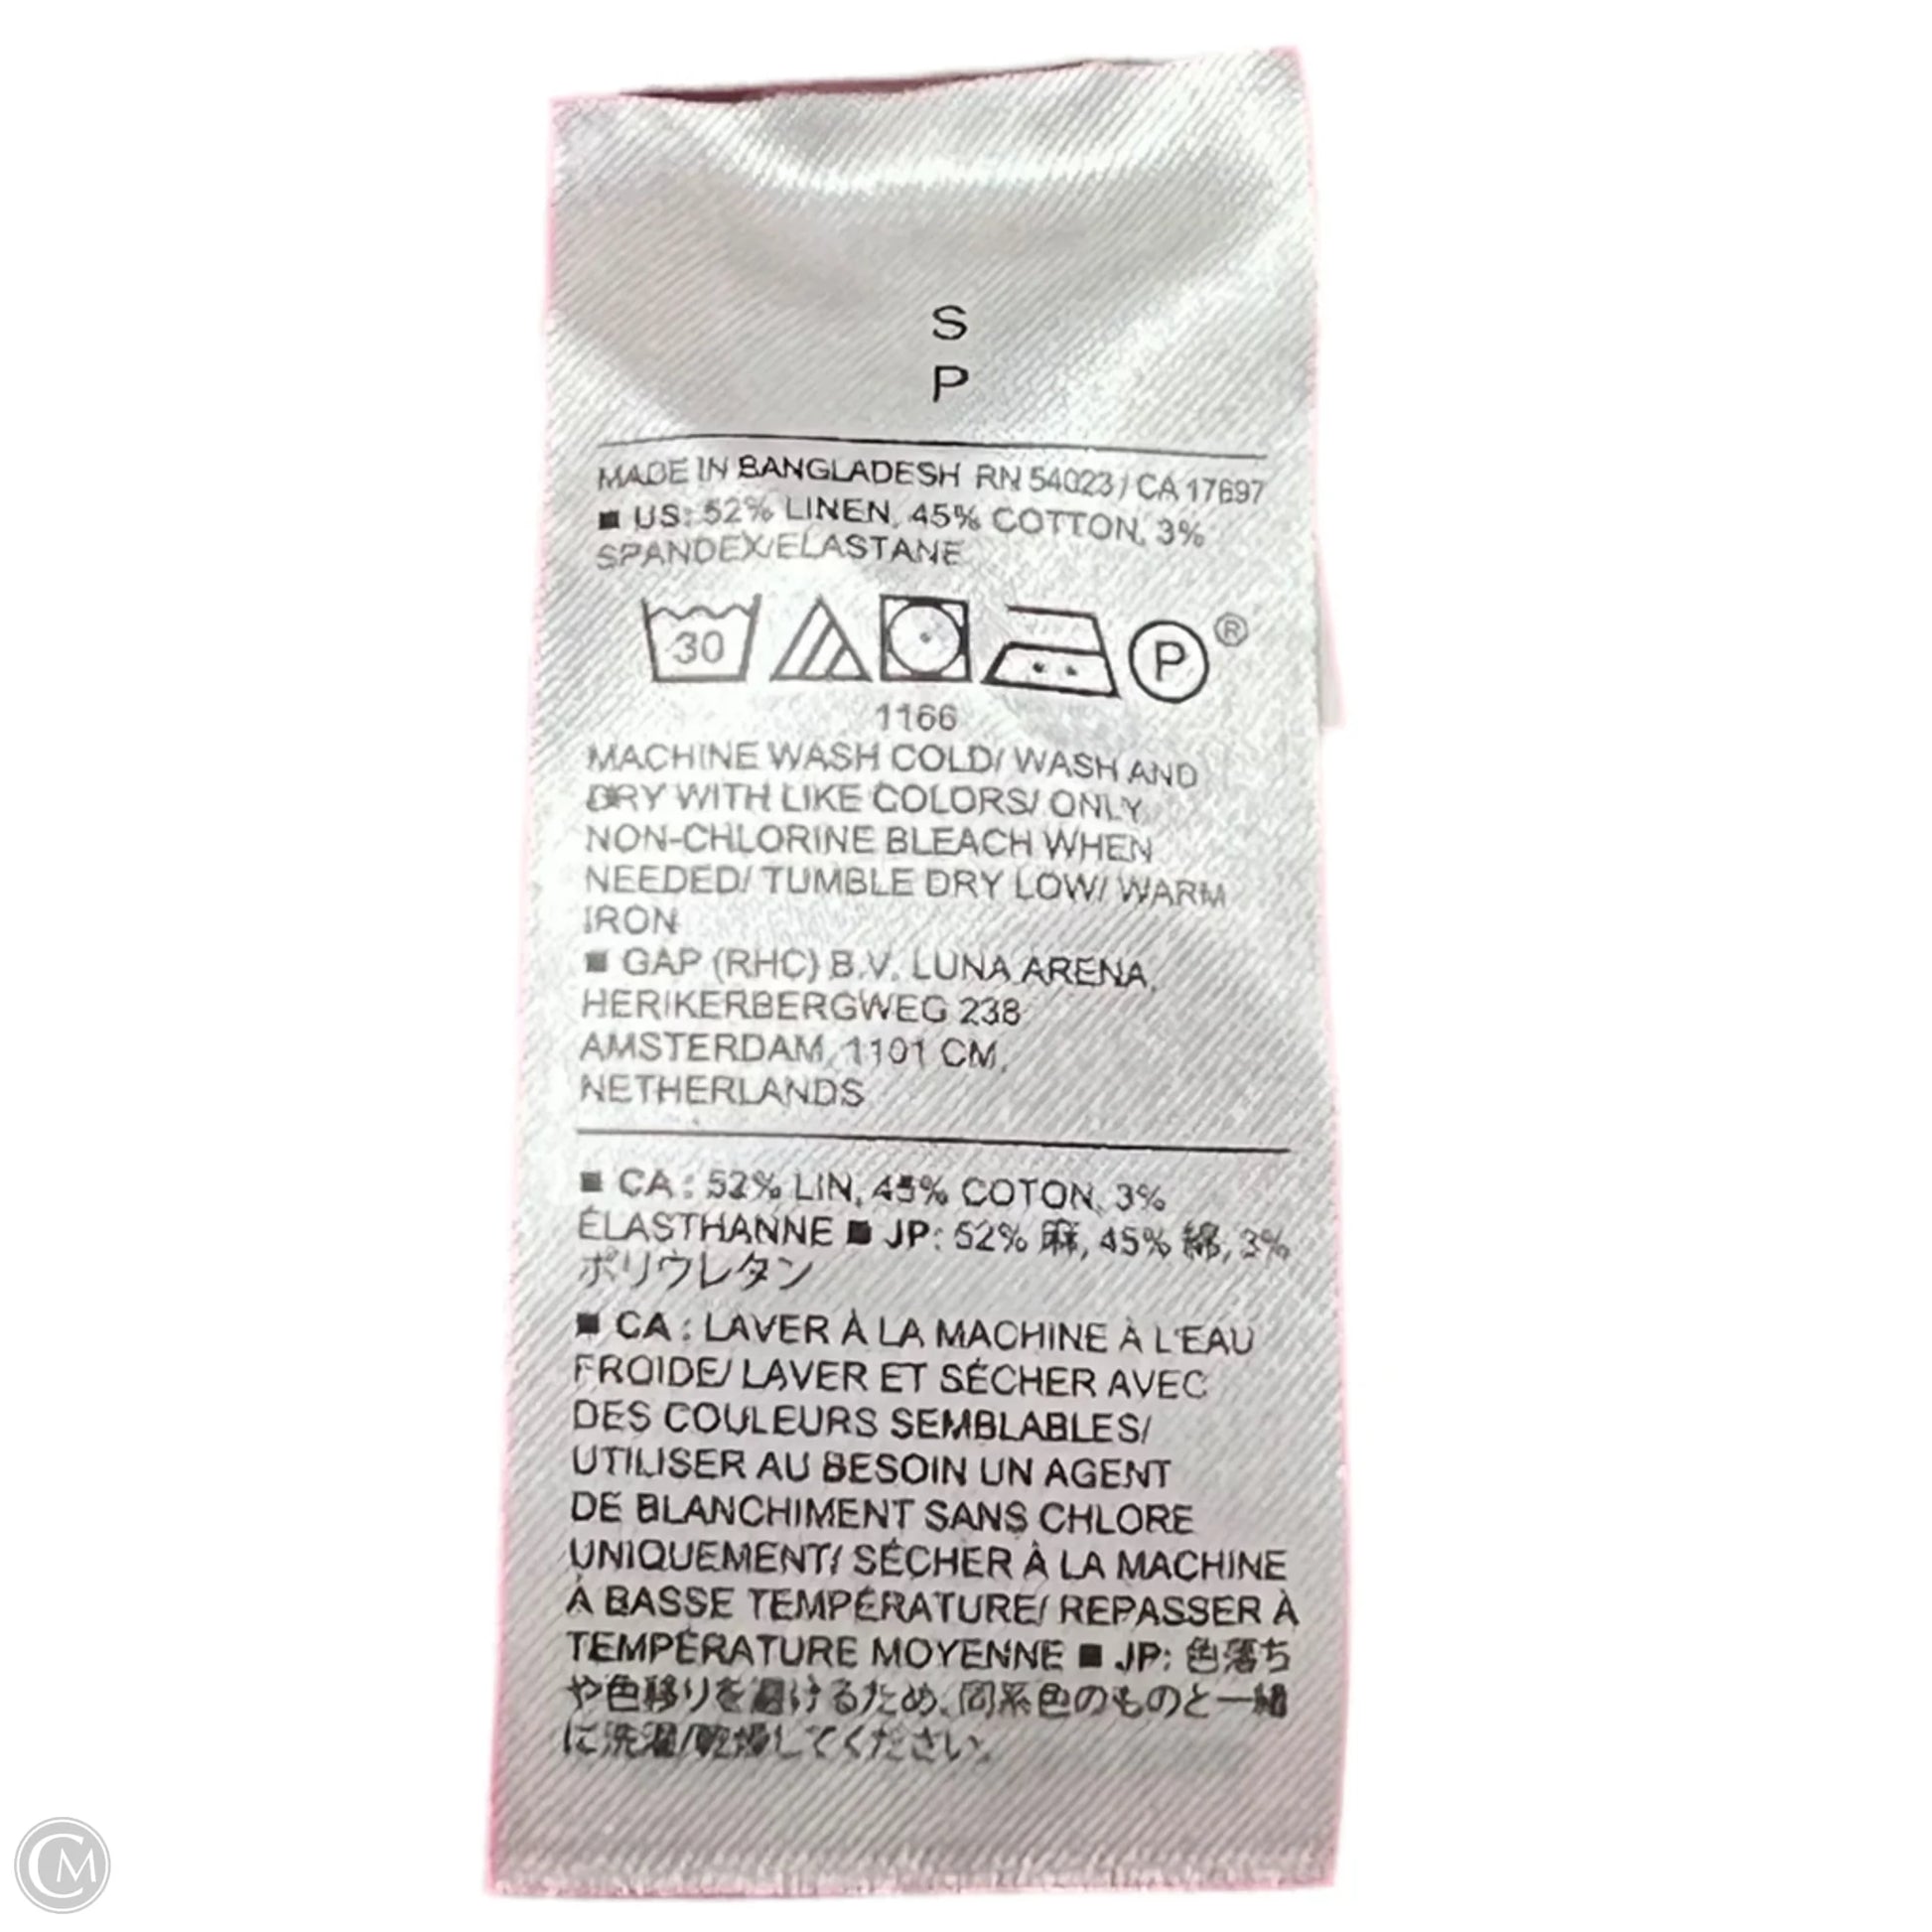 S
P
MADE IN BANGLADESH RN 54023 / CA 17697
■ US: 52% LINEN, 45% COTTON, 3%
SPANDEX/ELASTANE
30
P ®
1166
MACHINE WASH COLD/ WASH AND
DRY WITH LIKE COLORS/ ONLY
NON-CHLORINE BLEACH WHEN
NEEDED/ TUMBLE DRY LOW/ WARM
IRON
■ GAP (RHC) B.V. LUNA ARENA,
HERIKERBERGWEG 238
AMSTERDAM, 1101 CM,
NETHERLANDS
■ CA : 52% LIN, 45% COTON, 3%
ÉLASTHANNE ■ JP: 52% 麻, 45% 綿, 3%
ポリウレタン
■ CA : LAVER À LA MACHINE À L'EAU
FROIDE/ LAVER ET SÉCHER AVEC
DES COULEURS SEMBLABLES/
UTILISER AU BESOIN UN AGENT
DE BLANCHIMENT SANS CHLORE
UNIQUEMENT/ SÉCHER À LA MACHINE
À BASSE TEMPÉRATURE/ REPASSER À
TEMPÉRATURE MOYENNE ■ JP: 色落ち
や色移りを避けるため、同系色のものと一緒
に洗濯/乾燥してください。
CM